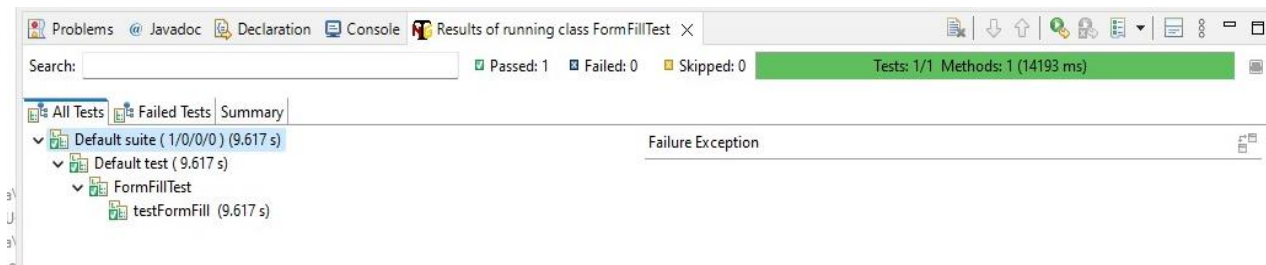 Problems @ Javadoc Declaration Console Results of running class FormFillTest
Search: Passed: 1 Failed: 0 Skipped: 0 Tests: 1/1 Methods: 1 (14193 ms)
All Tests Failed Tests Summary
Default suite ( 1/0/0/0 ) (9.617 s) Failure Exception
Default test ( 9.617 s)
FormFillTest
testFormFill (9.617 s)